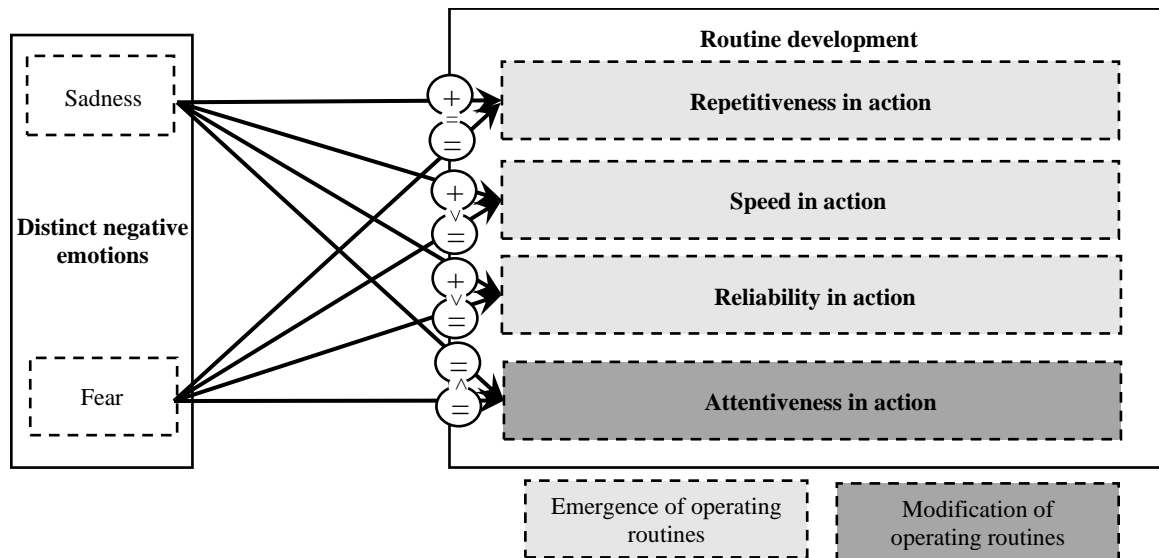 Routine development
Sadness
Distinct negative
emotions
Fear
+
=
=
Repetitiveness in action
+
>
=
Speed in action
+
>
=
Reliability in action
=
<
=
Attentiveness in action
Emergence of operating
routines
Modification of
operating routines